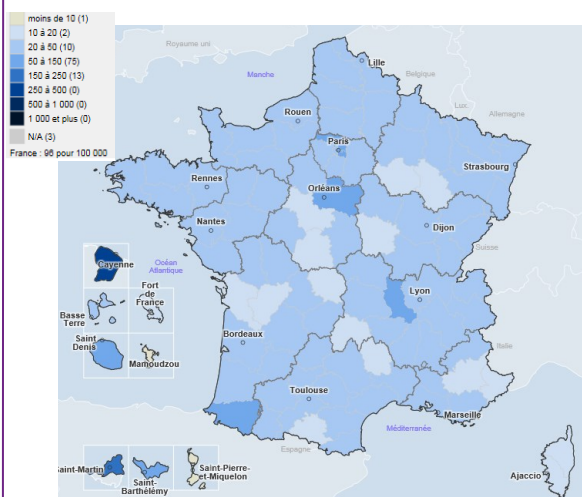 moins de 10 (1)
10 à 20 (2)
20 à 50 (10)
50 à 150 (75)
150 à 250 (13)
250 à 500 (0)
500 à 1 000 (0)
1 000 et plus (0)
N/A (3)
France : 96 pour 100 000
Royaume uni
Manche
Lille
Belgique
Lux.
Allemagne
Rouen
Paris
Strasbourg
Rennes
Orléans
Nantes
Dijon
Suisse
Océan
Atlantique
Cayenne
Fort
de
France
Basse
Terre
Lyon
Saint
Denis
Mamoudzou
Bordeaux
Italie
Toulouse
Marseille
Méditerranée
Espagne
Saint-Martin
Saint-
Barthélémy
Saint-Pierre
et-Miquelon
Ajaccio